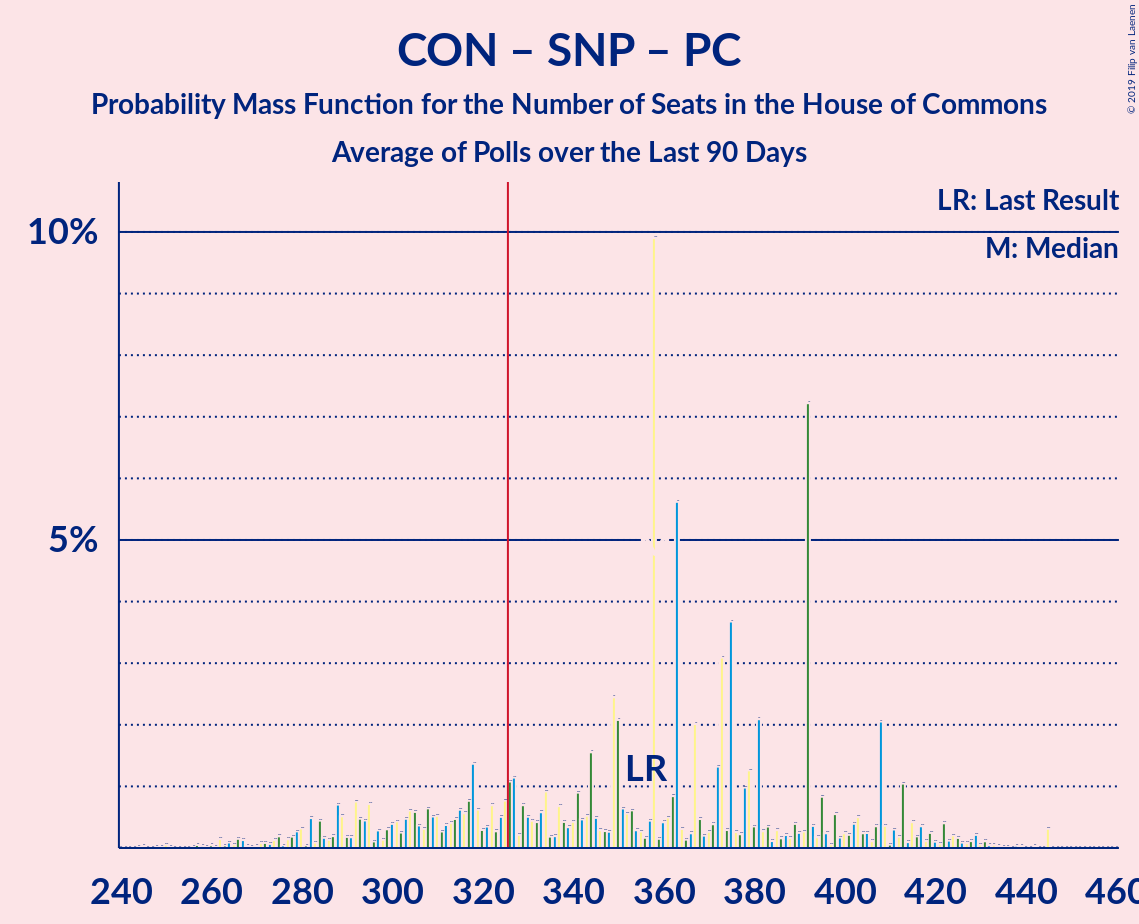 CON – SNP – PC
Probability Mass Function for the Number of Seats in the House of Commons
Average of Polls over the Last 90 Days
© 2019 Filip van Laenen
LR: Last Result
M: Median
10%
5%
LR
240 260 280 300 320 340 360 380 400 420 440 460